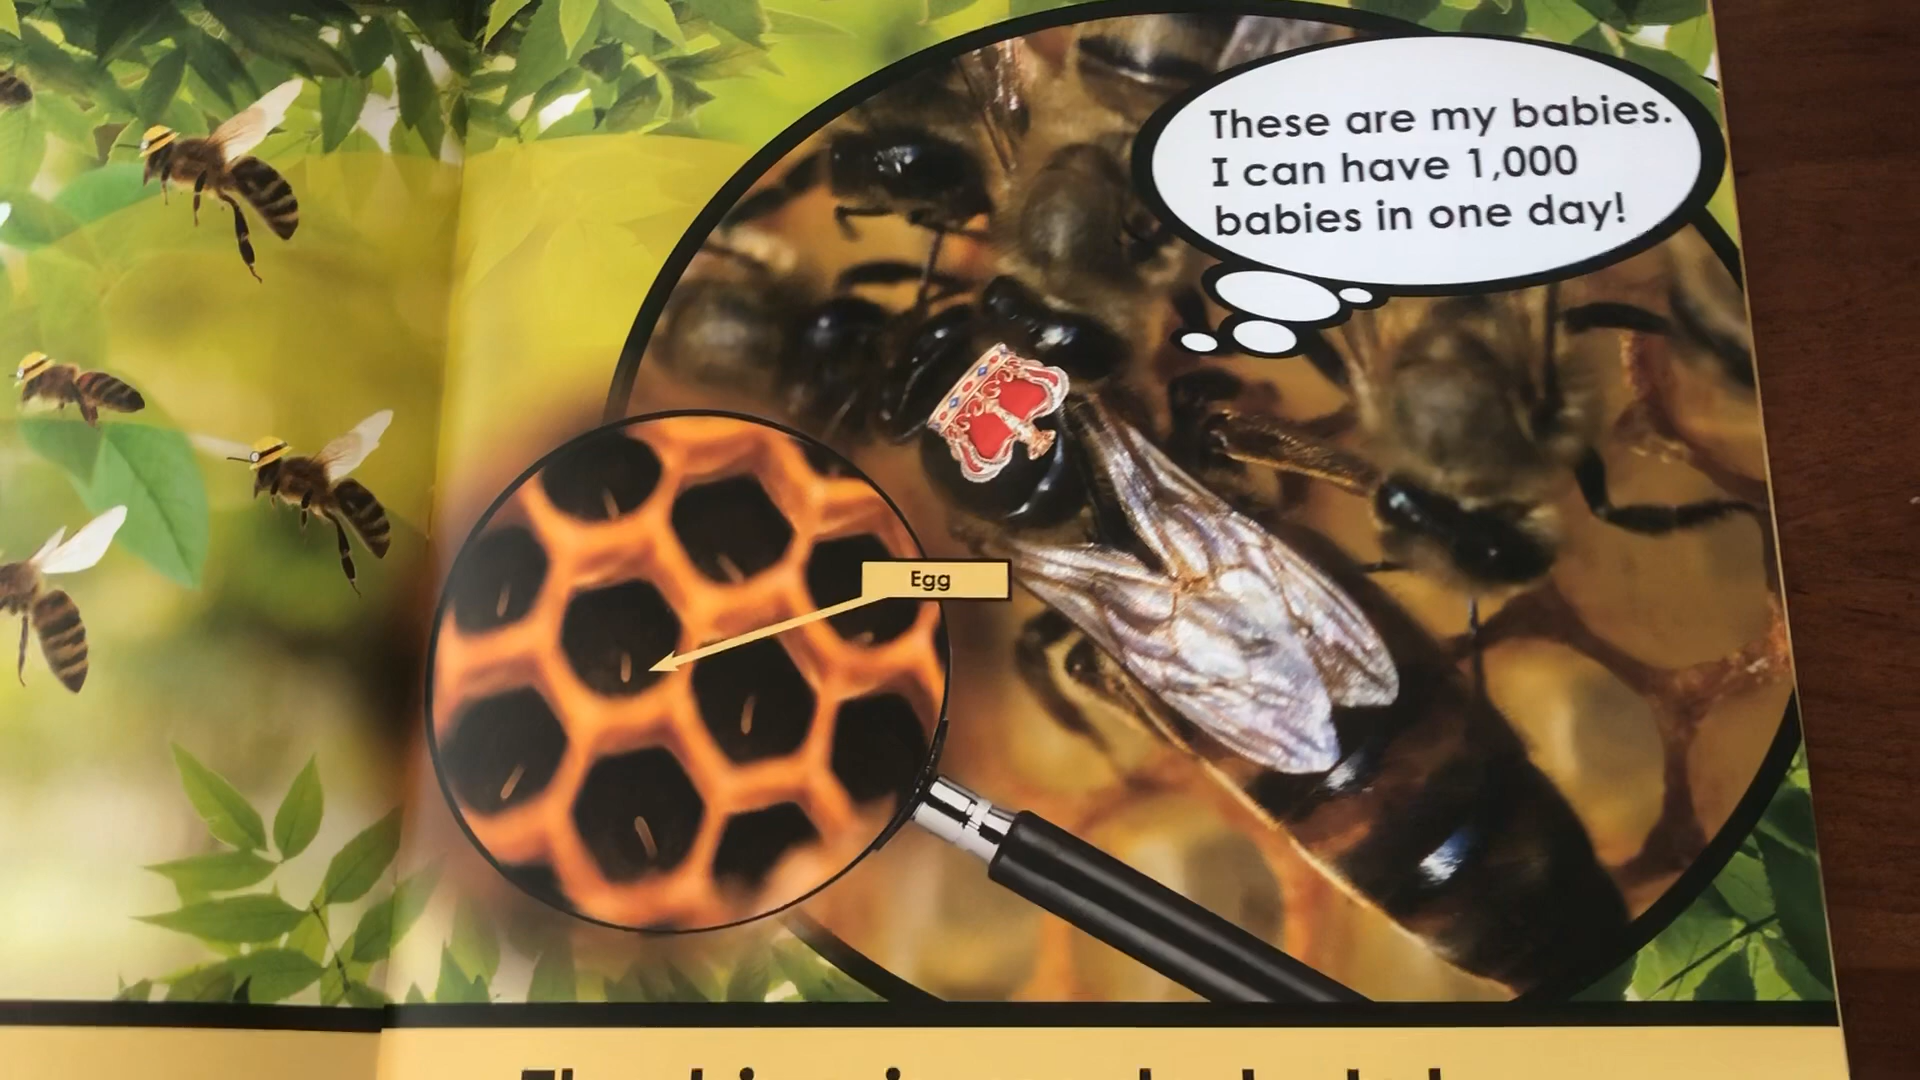 These are my babies.
I can have 1,000
babies in one day!
Egg